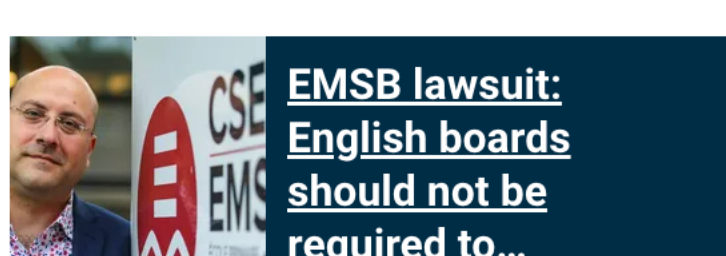 CSE
EMS
EMSB lawsuit:
English boards
should not be
required to...